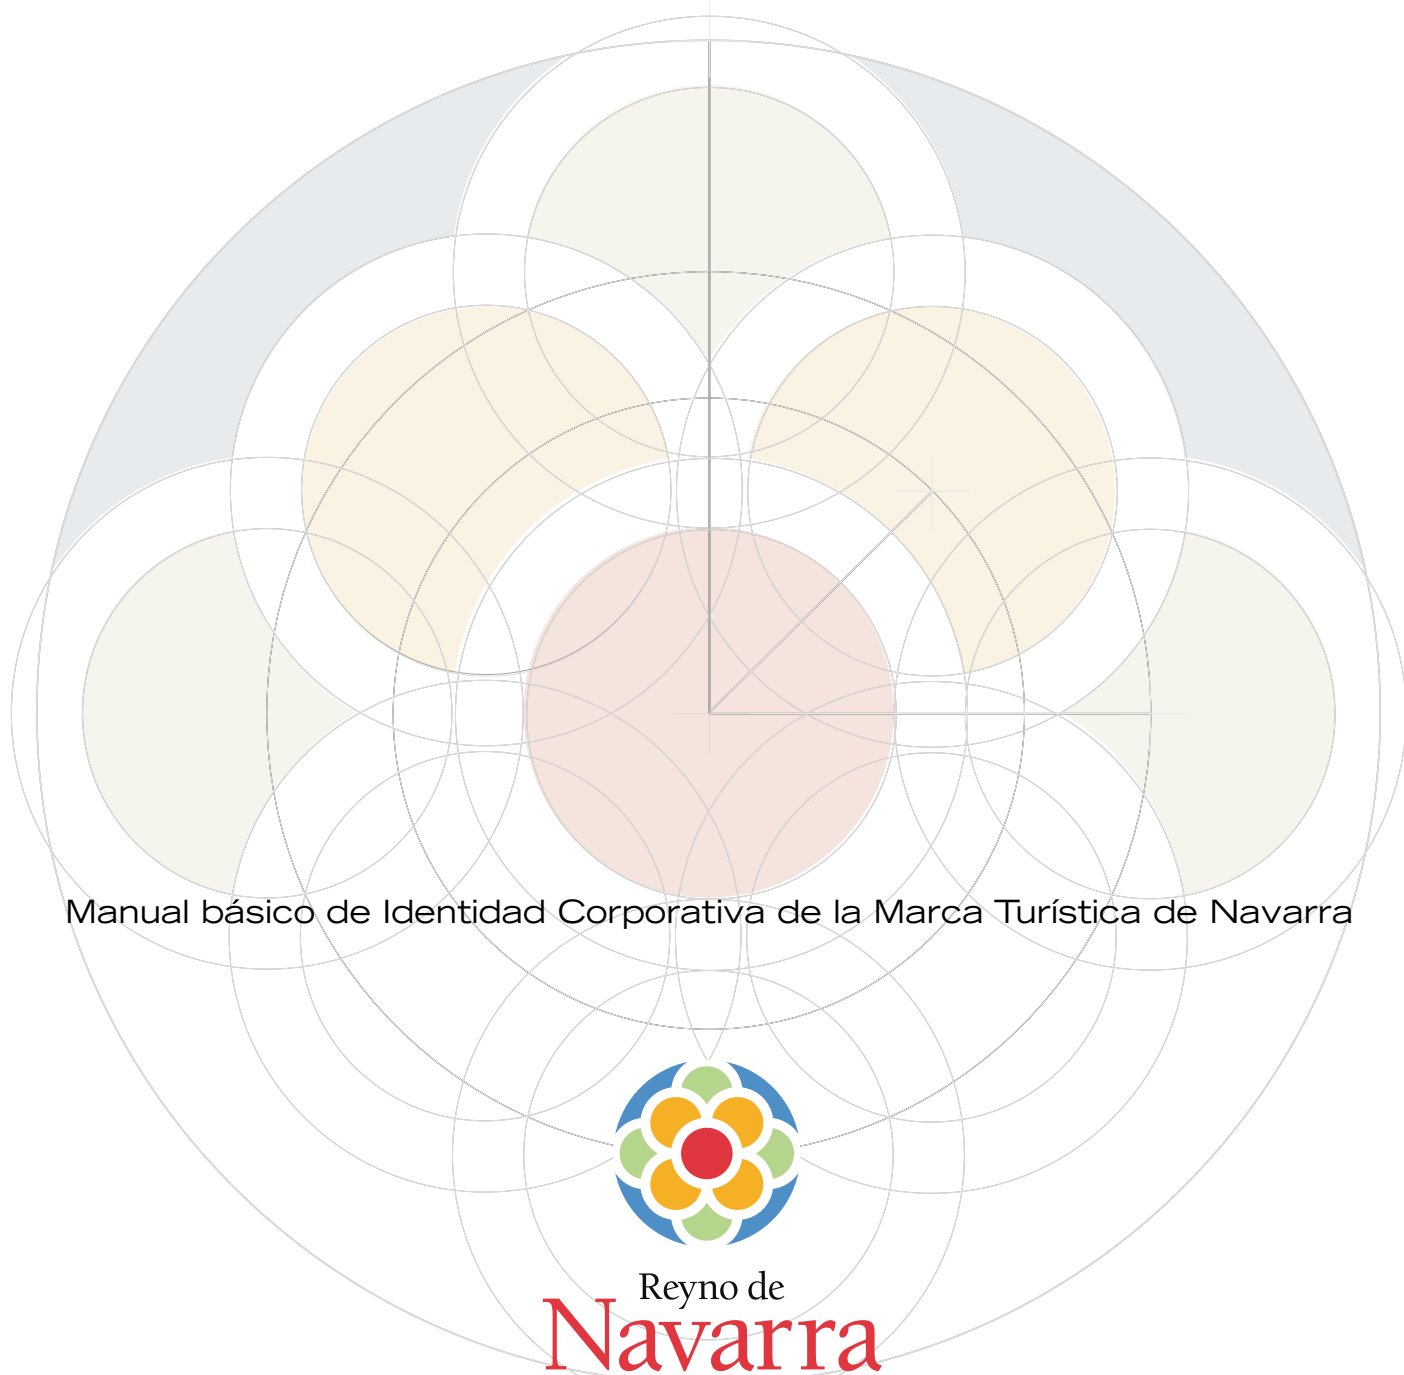 Manual básico de Identidad Corporativa de la Marca Turística de Navarra
Reyno de
Navarra